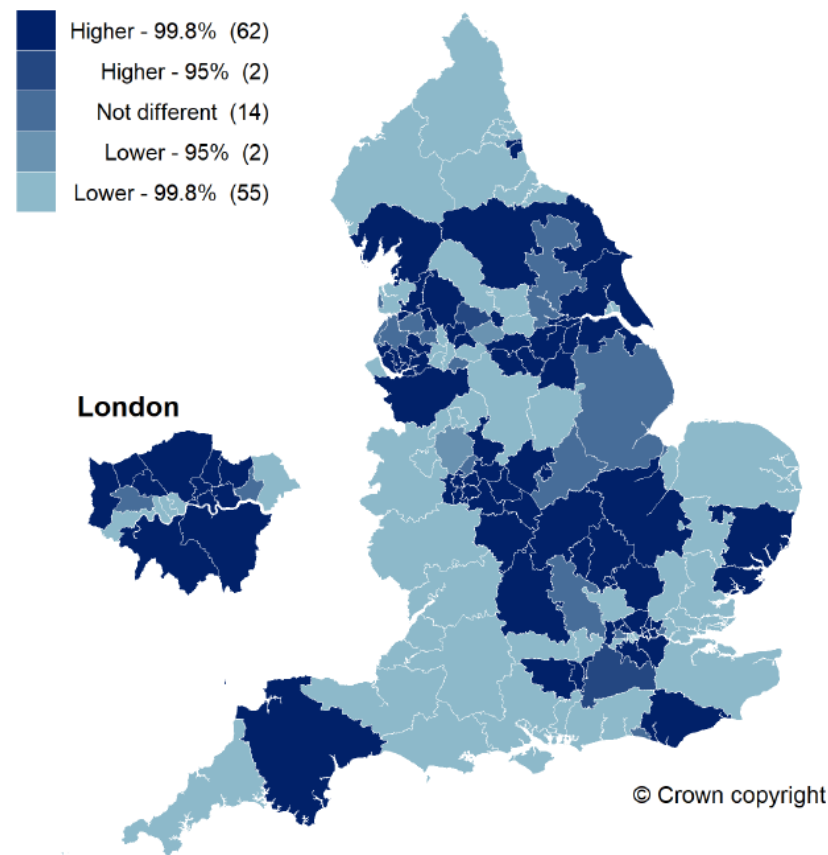 Higher - 99.8% (62)
Higher - 95% (2)
Not different (14)
Lower - 95% (2)
Lower - 99.8% (55)
London
© Crown copyright